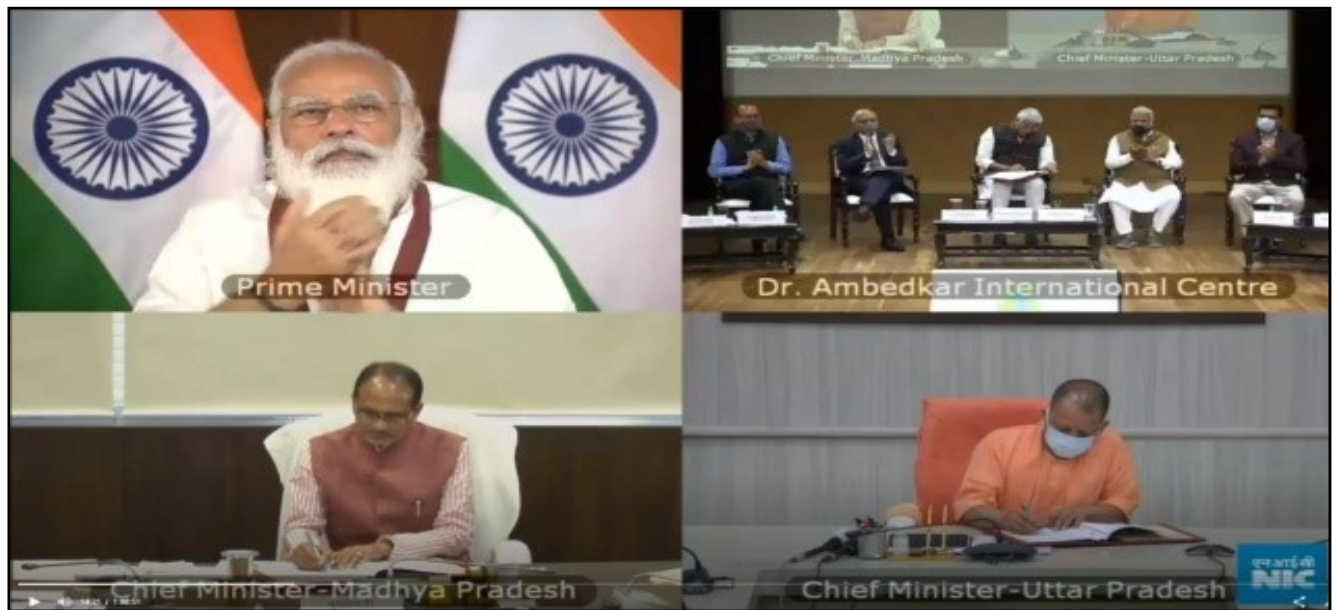 Chief Minister-Madhya Pradesh
Chief Minister-Uttar Pradesh
Prime Minister
Dr. Ambedkar International Centre
Chief Minister-Madhya Pradesh
Chief Minister-Uttar Pradesh
एनआईसी
NIC